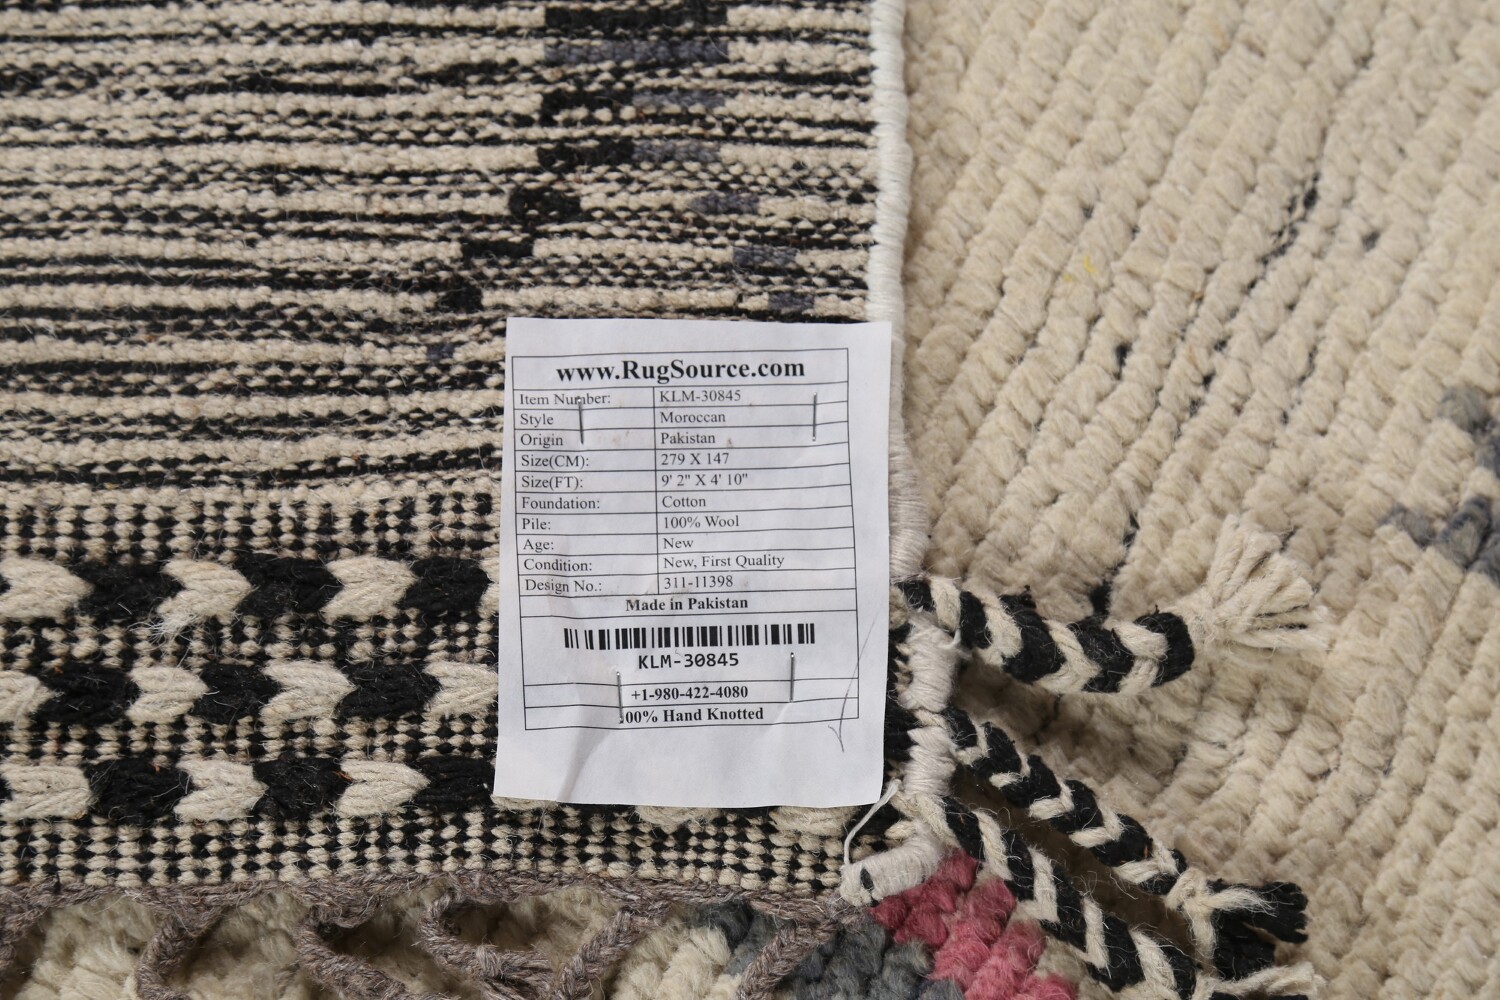 www.RugSource.com
Item Number: KLM-30845
Style Moroccan
Origin Pakistan
Size(CM): 279 X 147
Size(FT): 9' 2" X 4' 10"
Foundation: Cotton
Pile: 100% Wool
Age: New
Condition: New, First Quality
Design No.: 311-11398
Made in Pakistan
KLM-30845
+1-980-422-4080
100% Hand Knotted